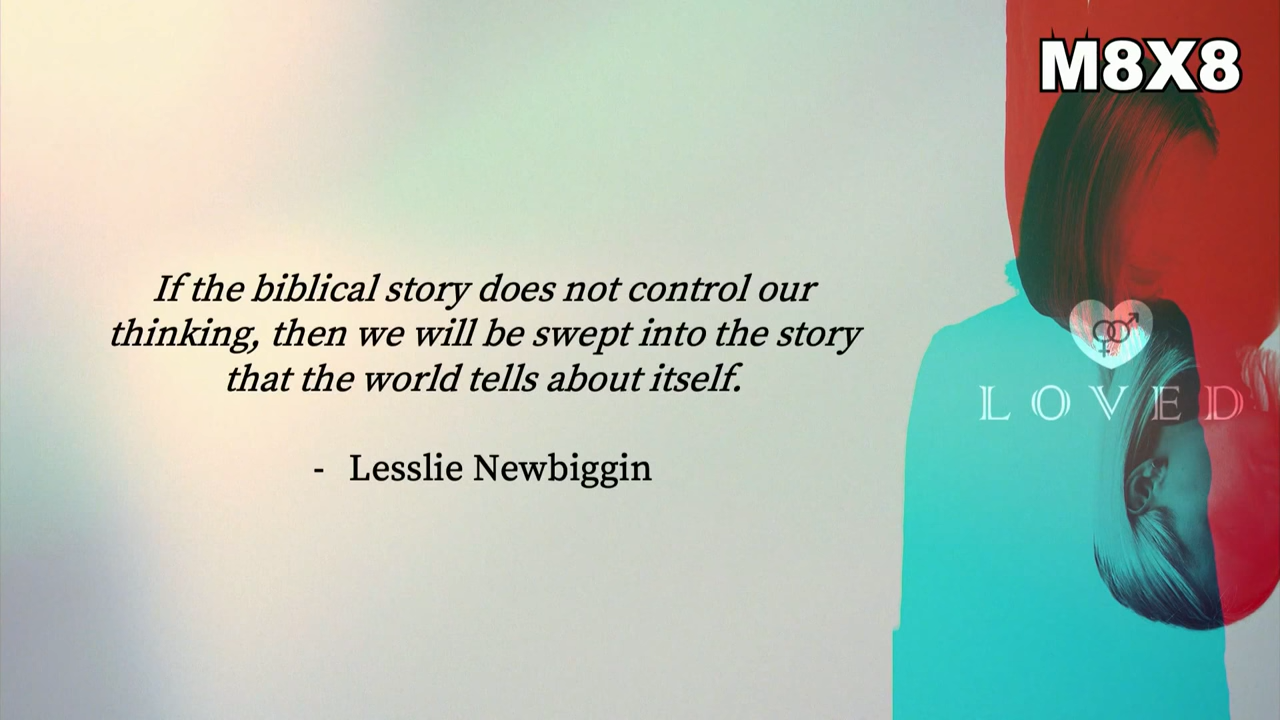 M8X8
If the biblical story does not control our
thinking, then we will be swept into the story
that the world tells about itself.
- Lesslie Newbiggin
LOVED